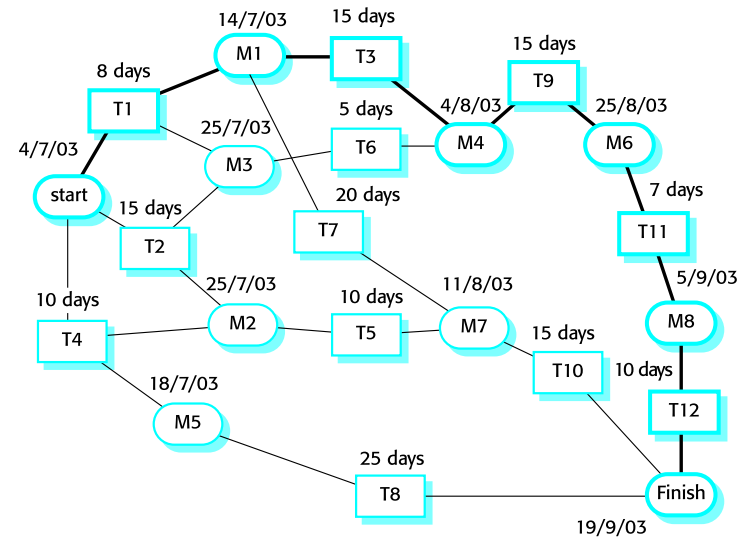 14/7/03
15 days
M1
T3
15 days
8 days
T9
T1
5 days
4/8/03
25/8/03
25/7/03
4/7/03
T6
M4
M6
M3
start
7 days
15 days
20 days
T2
T7
T11
25/7/03
11/8/03
5/9/03
10 days
10 days
M2
M7
M8
T4
T5
15 days
T10
10 days
18/7/03
T12
M5
25 days
T8
Finish
19/9/03